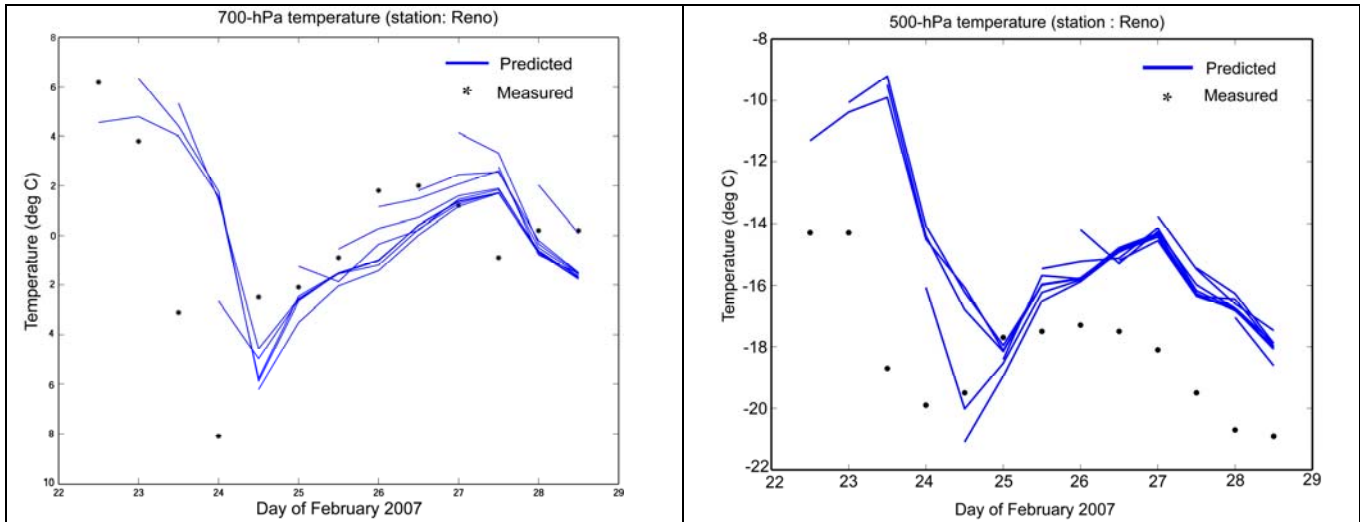 700-hPa temperature (station: Reno)
8
6
4
2
0
2
4
6
8
10
22 23 24 25 26 27 28 29
Temperature (deg C)
Day of February 2007
Predicted
* Measured
500-hPa temperature (station : Reno)
-8
-10
-12
-14
-16
-18
-20
-22
22 23 24 25 26 27 28 29
Temperature (deg C)
Day of February 2007
Predicted
* Measured